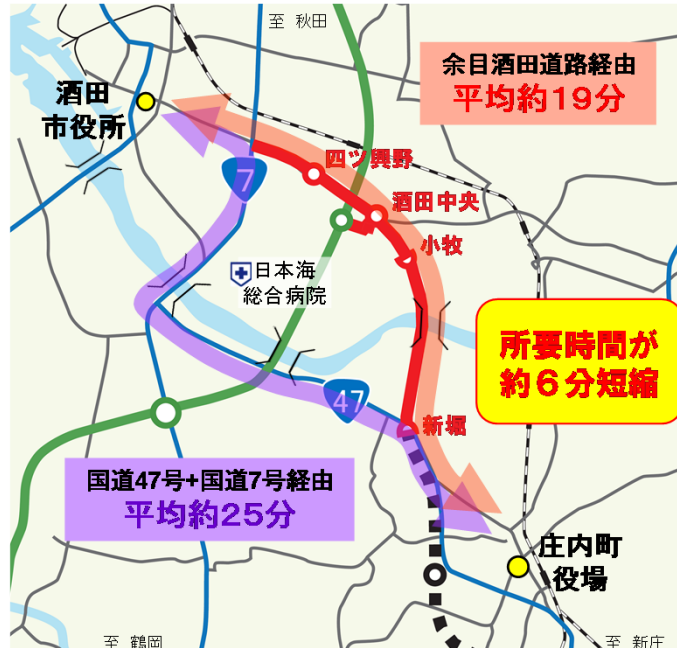 至 秋田
余目酒田道路経由
平均約19分
酒田
市役所
四ツ興野
7
酒田中央
小牧
日本海
総合病院
所要時間が
約6分短縮
47
新堀
国道47号+国道7号経由
平均約25分
庄内町
役場
至 鶴岡
至 新庄